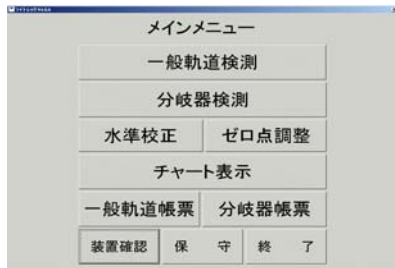 メインメニュー
一般軌道検測
分岐器検測
水準校正 ゼロ点調整
チャート表示
一般軌道帳票 分岐器帳票
装置確認 保 守 終 了